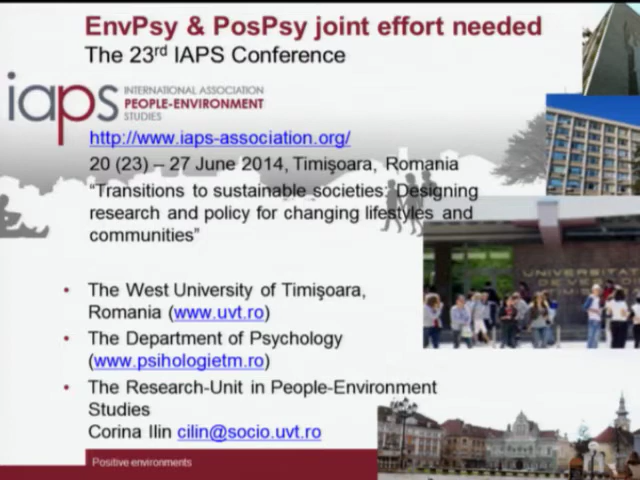 EnvPsy & PosPsy joint effort needed
The 23rd IAPS Conference
iaps
INTERNATIONAL ASSOCIATION
PEOPLE-ENVIRONMENT
STUDIES
http://www.iaps-association.org/
20 (23) – 27 June 2014, Timişoara, Romania
“Transitions to sustainable societies: Designing
research and policy for changing lifestyles and
communities”
• The West University of Timişoara,
Romania (www.uvt.ro)
• The Department of Psychology
(www.psihologietm.ro)
• The Research-Unit in People-Environment
Studies
Corina Ilin cilin@socio.uvt.ro
Positive environments